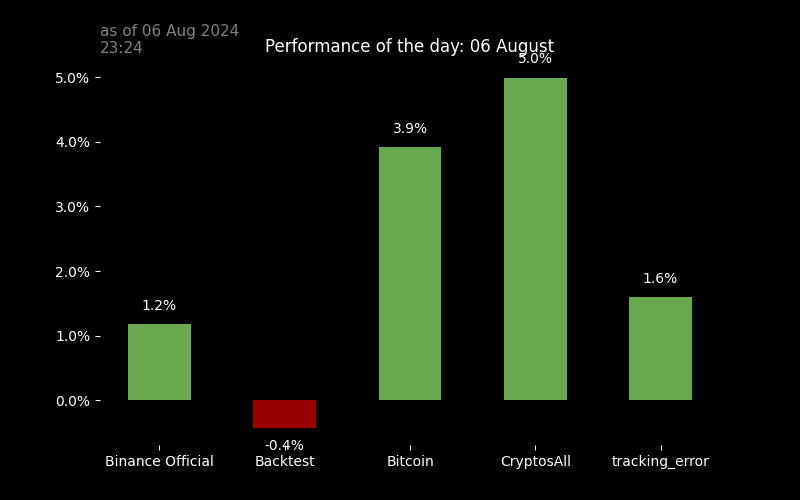 as of 06 Aug 2024
23:24
Performance of the day: 06 August
5.0%
4.0%
3.0%
2.0%
1.0%
0.0%
1.2%
-0.4%
3.9%
5.0%
1.6%
Binance Official
Backtest
Bitcoin
CryptosAll
tracking_error